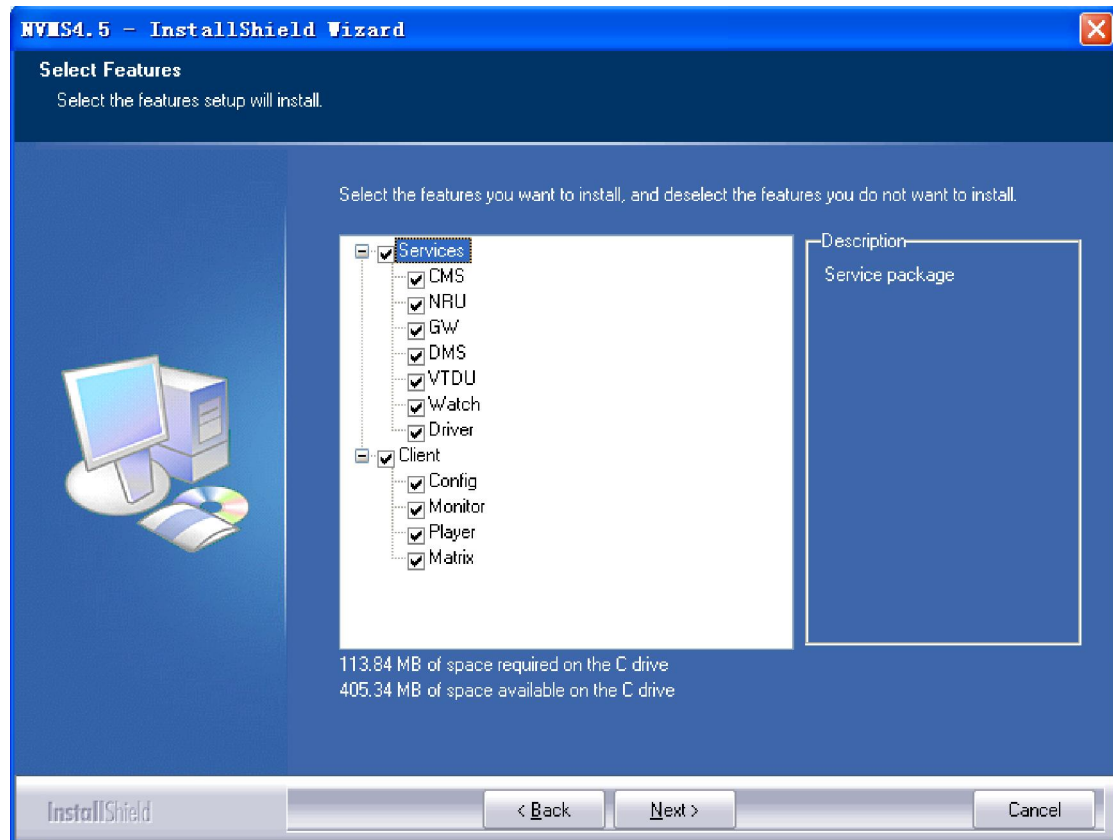 NVMS4.5 - InstallShield Wizard
Select Features
Select the features setup will install.
Select the features you want to install, and deselect the features you do not want to install.
Services
CMS
NRU
GW
DMS
VTDU
Watch
Driver
Client
Config
Monitor
Player
Matrix
Description
Service package
113.84 MB of space required on the C drive
405.34 MB of space available on the C drive
InstallShield
< Back
Next >
Cancel